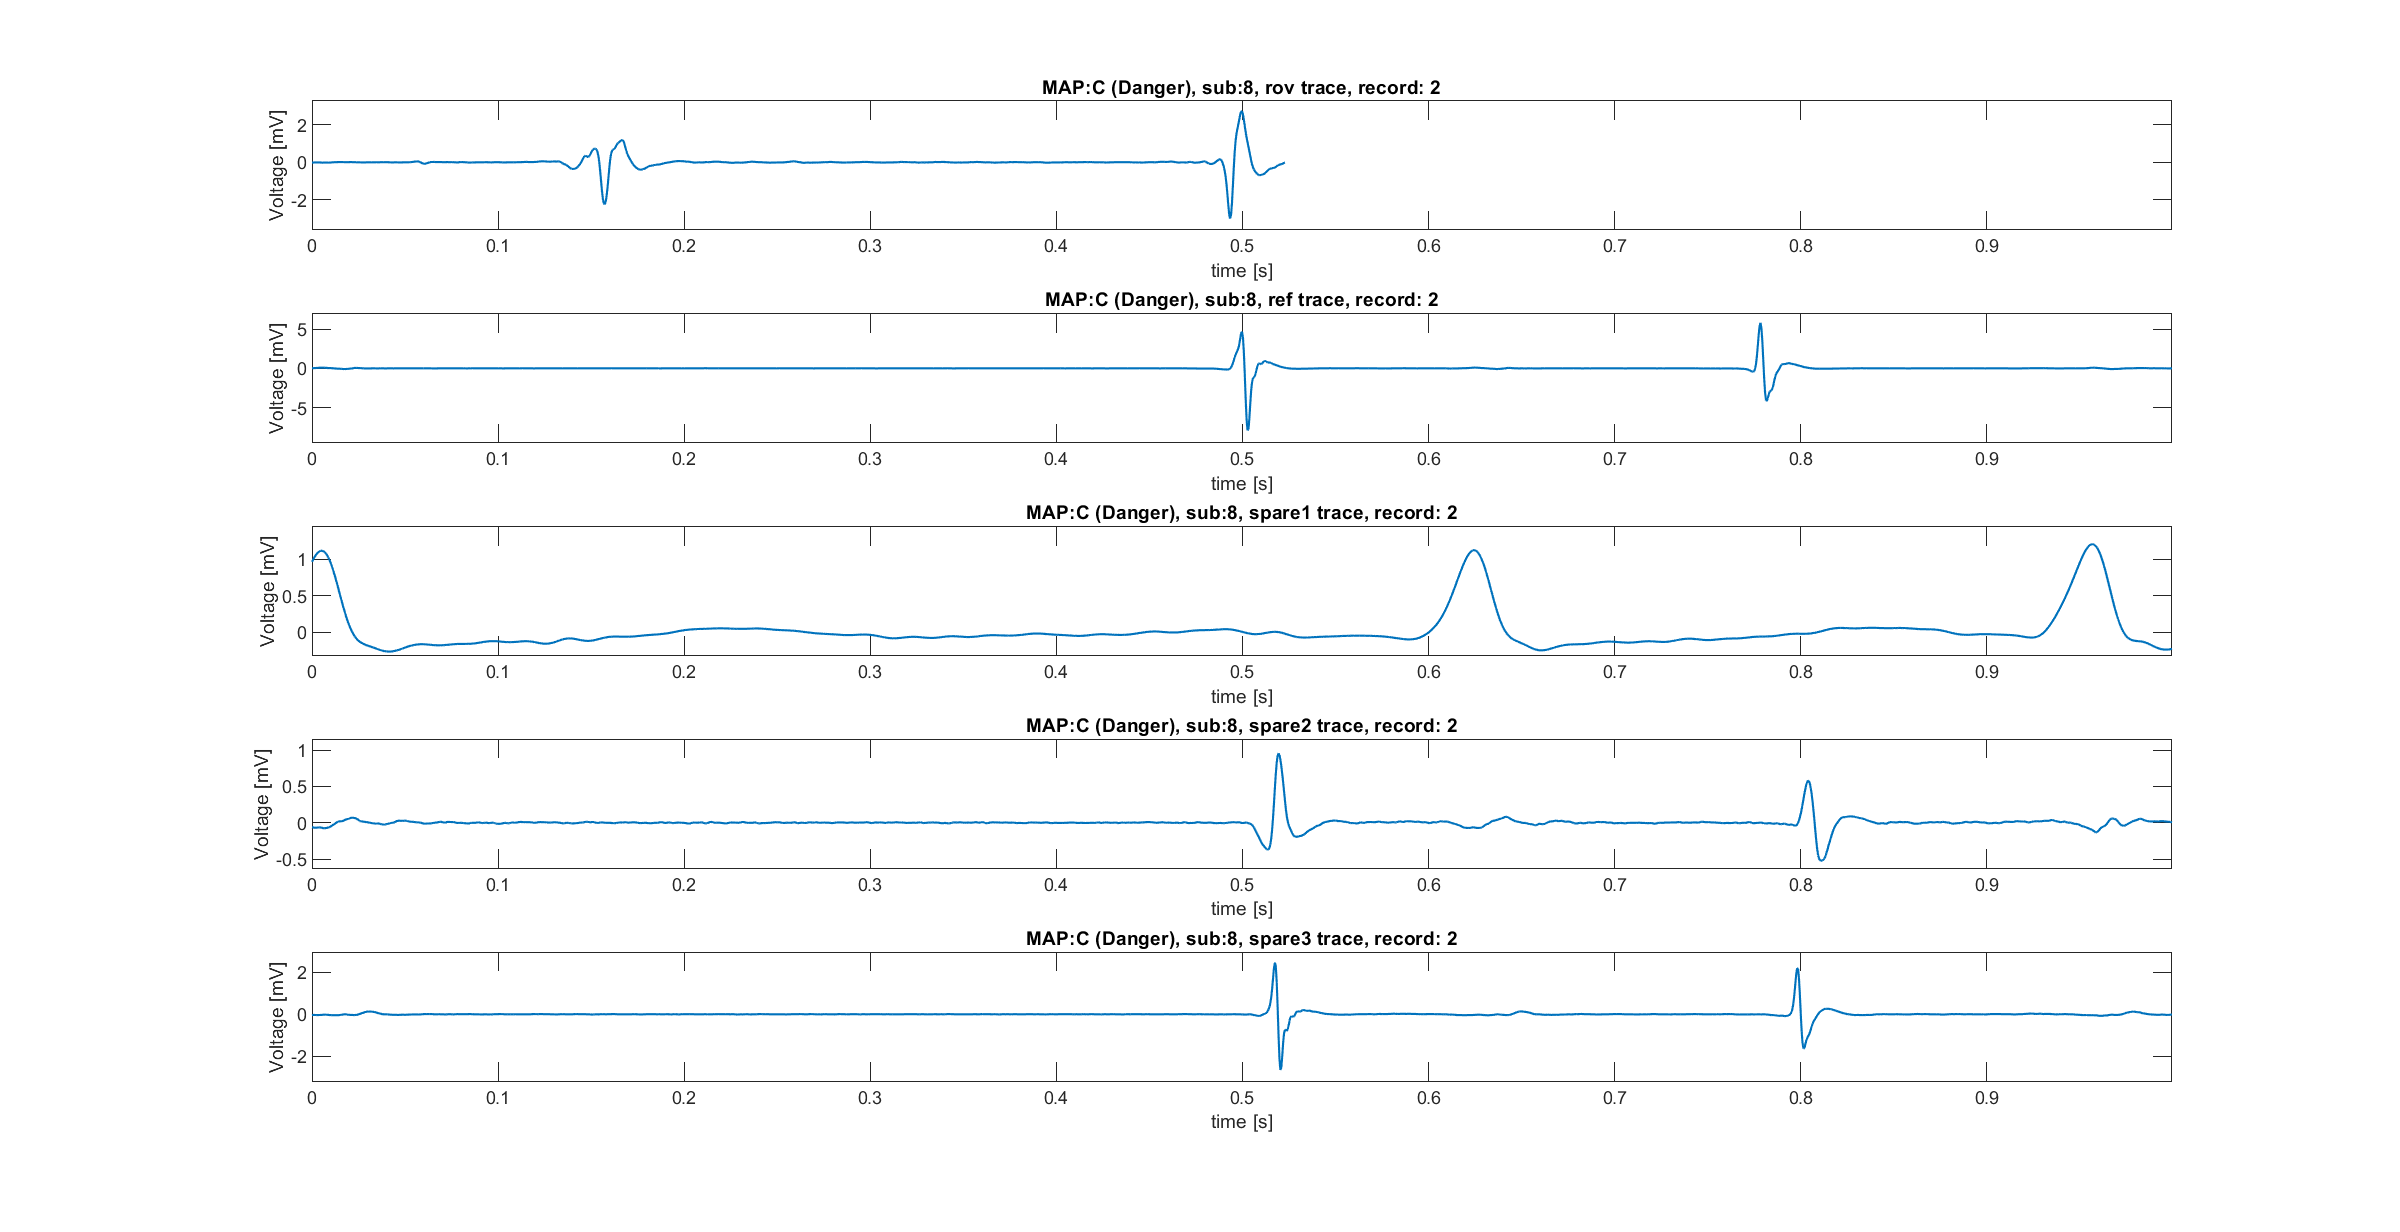 MAP:C (Danger), sub:8, rov trace, record: 2
Voltage [mV]
2
0
-2
0 0.1 0.2 0.3 0.4 0.5 0.6 0.7 0.8 0.9
time [s]
MAP:C (Danger), sub:8, ref trace, record: 2
Voltage [mV]
5
0
-5
0 0.1 0.2 0.3 0.4 0.5 0.6 0.7 0.8 0.9
time [s]
MAP:C (Danger), sub:8, spare1 trace, record: 2
Voltage [mV]
1
0.5
0
0 0.1 0.2 0.3 0.4 0.5 0.6 0.7 0.8 0.9
time [s]
MAP:C (Danger), sub:8, spare2 trace, record: 2
Voltage [mV]
1
0.5
0
-0.5
0 0.1 0.2 0.3 0.4 0.5 0.6 0.7 0.8 0.9
time [s]
MAP:C (Danger), sub:8, spare3 trace, record: 2
Voltage [mV]
2
0
-2
0 0.1 0.2 0.3 0.4 0.5 0.6 0.7 0.8 0.9
time [s]